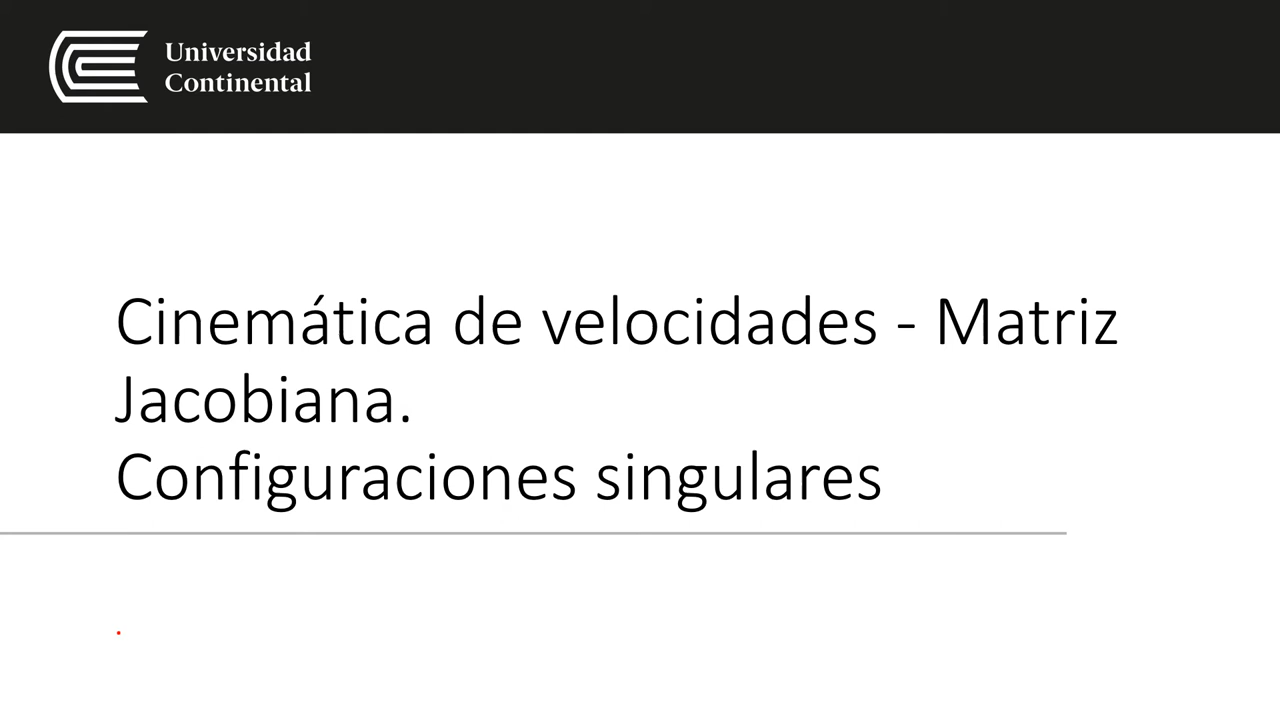 Universidad
Continental
Cinemática de velocidades - Matriz
Jacobiana.
Configuraciones singulares
.